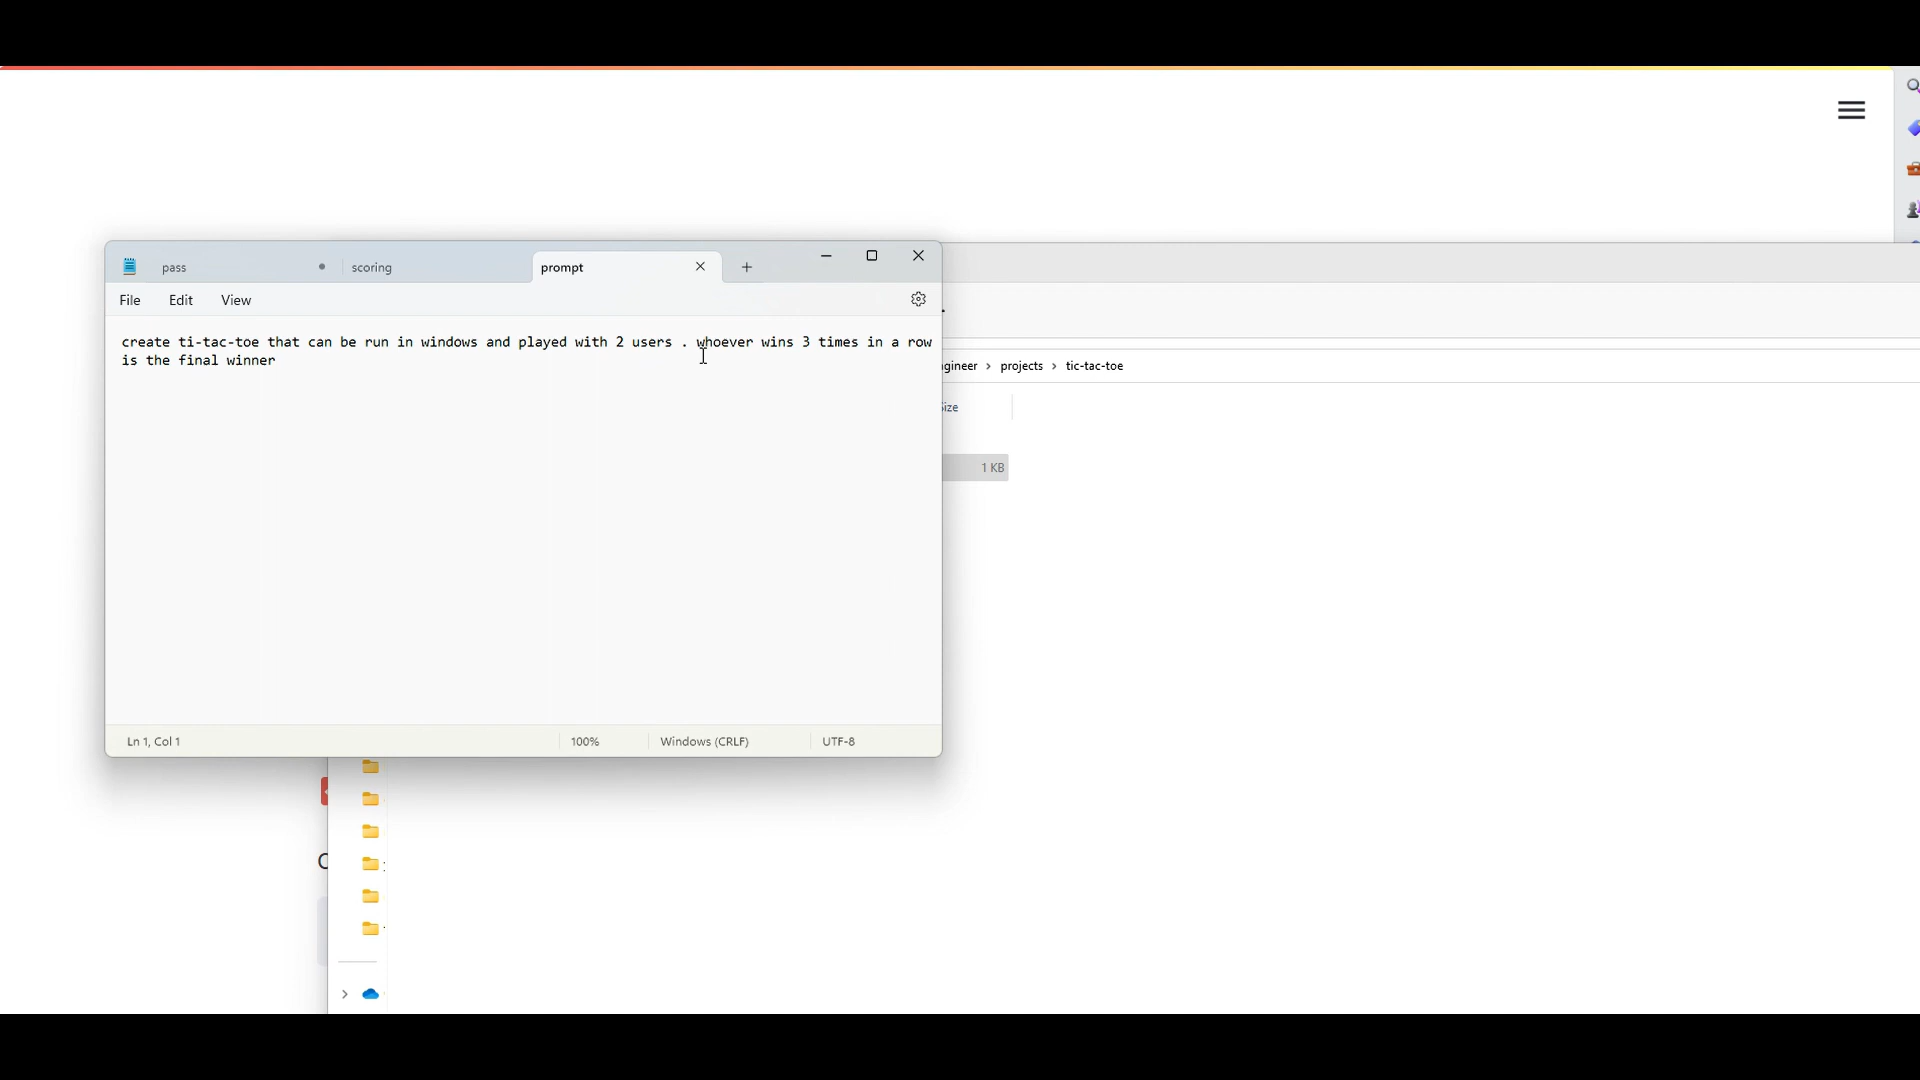 pass
scoring
prompt
File Edit View
create ti-tac-toe that can be run in windows and played with 2 users . whoever wins 3 times in a row
is the final winner
projects > tic-tac-toe
1 KB
Ln 1, Col 1
100%
Windows (CRLF)
UTF-8